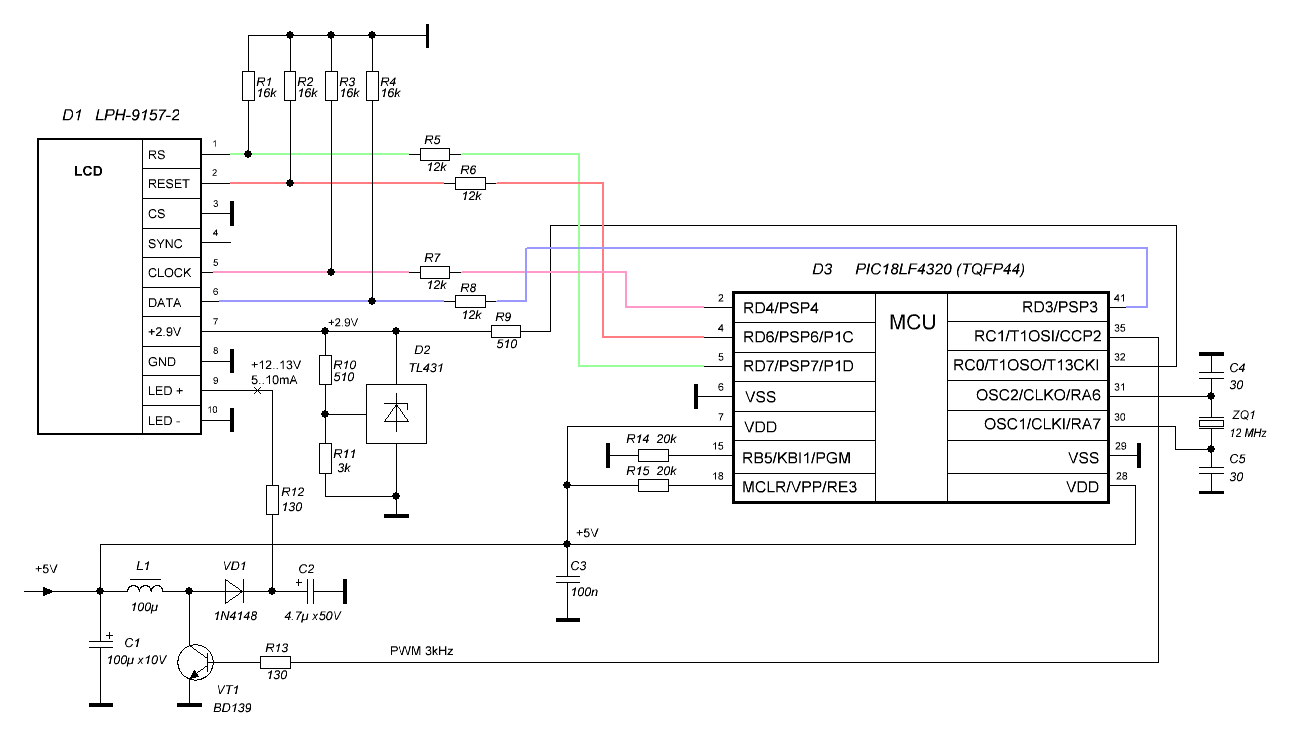 R1
16k
R2
16k
R3
16k
R4
16k
D1 LPH-9157-2
LCD
RS
1
RESET
2
CS
3
SYNC
4
CLOCK
5
DATA
6
+2.9V
7
GND
8
LED +
9
LED -
10
R5
12k
R6
12k
R7
12k
R8
12k
R9
510
+2.9V
+12..13V
5..10mA
R10
510
R11
3k
D2
TL431
R12
130
D3 PIC18LF4320 (TQFP44)
MCU
2
RD4/PSP4
4
RD6/PSP6/P1C
5
RD7/PSP7/P1D
6
VSS
7
VDD
15
RB5/KBI1/PGM
18
MCLR/VPP/RE3
RD3/PSP3
41
RC1/T1OSI/CCP2
35
RC0/T1OSO/T13CKI
32
OSC2/CLKO/RA6
31
OSC1/CLKI/RA7
30
VSS
29
VDD
28
C4
30
ZQ1
12 MHz
C5
30
R14 20k
R15 20k
+5V
C3
100n
+5V
L1
100µ
VD1
1N4148
C2
+
4.7µ x50V
+
C1
100µ x10V
VT1
BD139
R13
130
PWM 3kHz